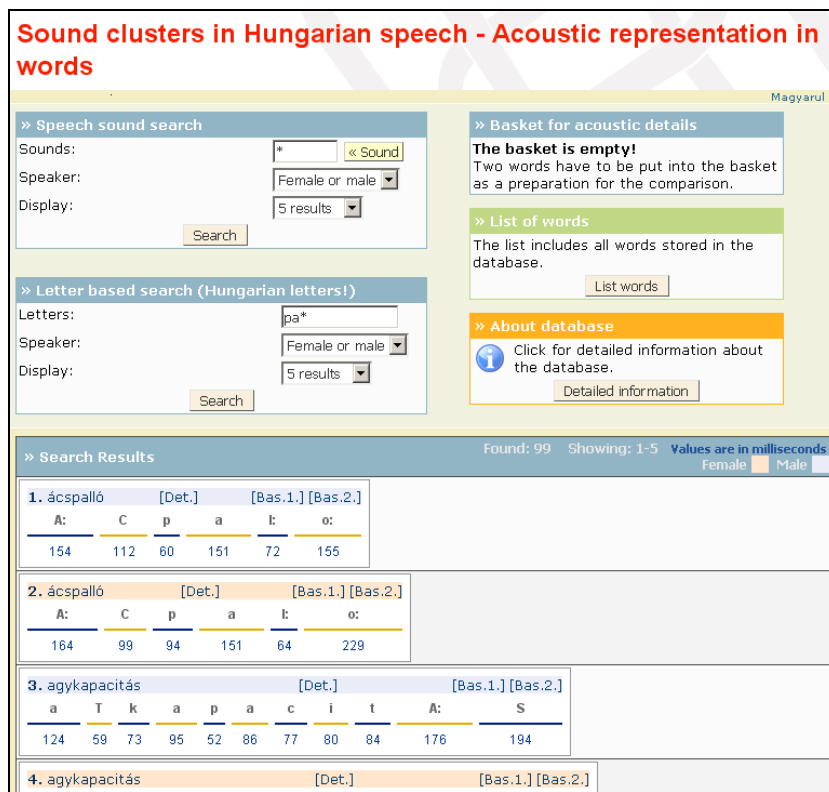 Sound clusters in Hungarian speech - Acoustic representation in
words
Magyarul
» Speech sound search
Sounds: * « Sound
Speaker: Female or male
Display: 5 results
Search
» Letter based search (Hungarian letters!)
Letters: pa*
Speaker: Female or male
Display: 5 results
Search
» Basket for acoustic details
The basket is empty!
Two words have to be put into the basket
as a preparation for the comparison.
» List of words
The list includes all words stored in the
database.
List words
» About database
Click for detailed information about
the database.
Detailed information
» Search Results
Found: 99 Showing: 1-5 Values are in milliseconds
Female Male
1. ácspalló [Det.] [Bas.1.] [Bas.2.]
A: C p a l: o:
154 112 60 151 72 155
2. ácspalló [Det.] [Bas.1.] [Bas.2.]
A: C p a l: o:
164 99 94 151 64 229
3. agykapacitás [Det.] [Bas.1.] [Bas.2.]
a T k a p a c i t A: S
124 59 73 95 52 86 77 80 84 176 194
4. agykapacitás [Det.] [Bas.1.] [Bas.2.]